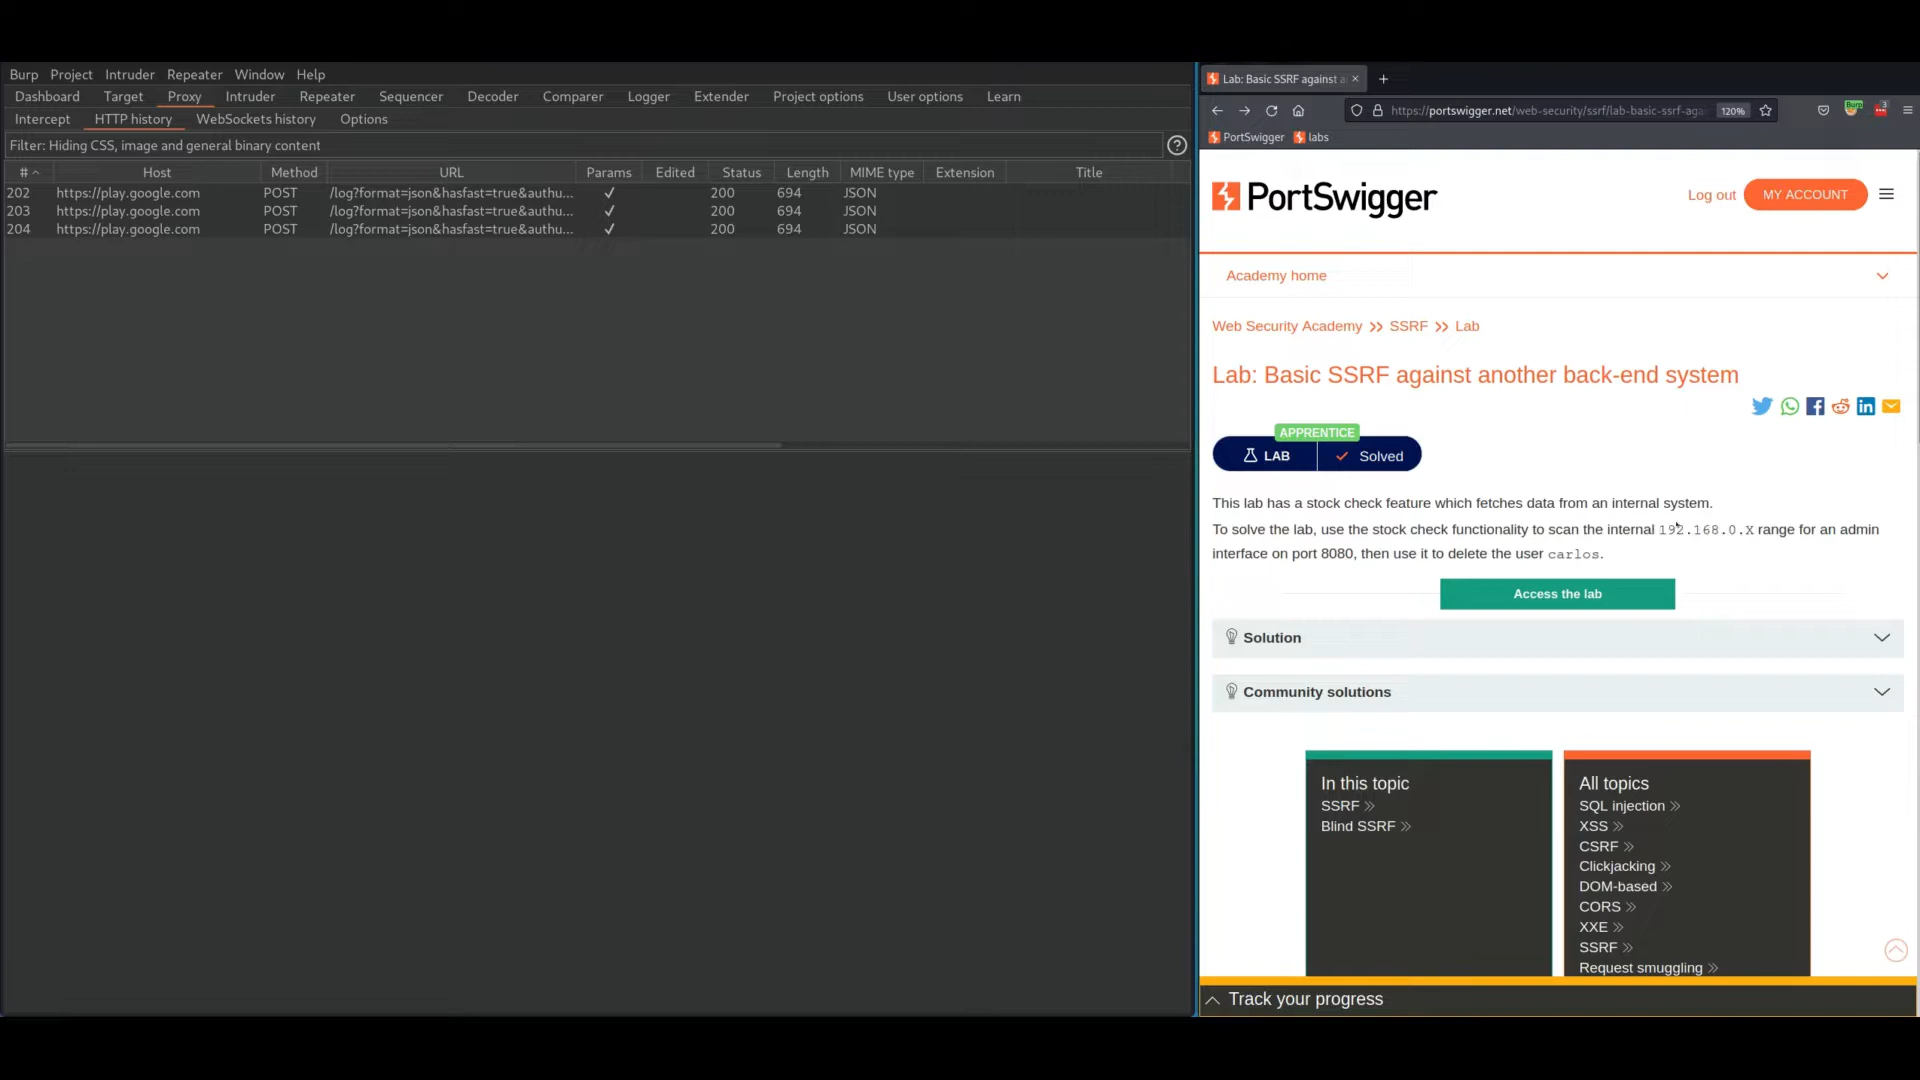 Burp Project Intruder Repeater Window Help
Dashboard Target Proxy Intruder Repeater Sequencer Decoder Comparer Logger Extender Project options User options Learn
Intercept HTTP history WebSockets history Options
Filter: Hiding CSS, image and general binary content
# Host Method URL Params Edited Status Length MIME type Extension Title
202 https://play.google.com POST /log?format=json&hasfast=true&authu... ✓ 200 694 JSON
203 https://play.google.com POST /log?format=json&hasfast=true&authu... ✓ 200 694 JSON
204 https://play.google.com POST /log?format=json&hasfast=true&authu... ✓ 200 694 JSON
Lab: Basic SSRF against a
https://portswigger.net/web-security/ssrf/lab-basic-ssrf-aga 120%
Burp
3
PortSwigger labs
PortSwigger
Log out MY ACCOUNT
Academy home
Web Security Academy >> SSRF >> Lab
Lab: Basic SSRF against another back-end system
APPRENTICE
LAB Solved
This lab has a stock check feature which fetches data from an internal system.
To solve the lab, use the stock check functionality to scan the internal 192.168.0.X range for an admin
interface on port 8080, then use it to delete the user carlos.
Access the lab
Solution
Community solutions
In this topic
SSRF >>
Blind SSRF >>
All topics
SQL injection >>
XSS >>
CSRF >>
Clickjacking >>
DOM-based >>
CORS >>
XXE >>
SSRF >>
Request smuggling >>
Track your progress